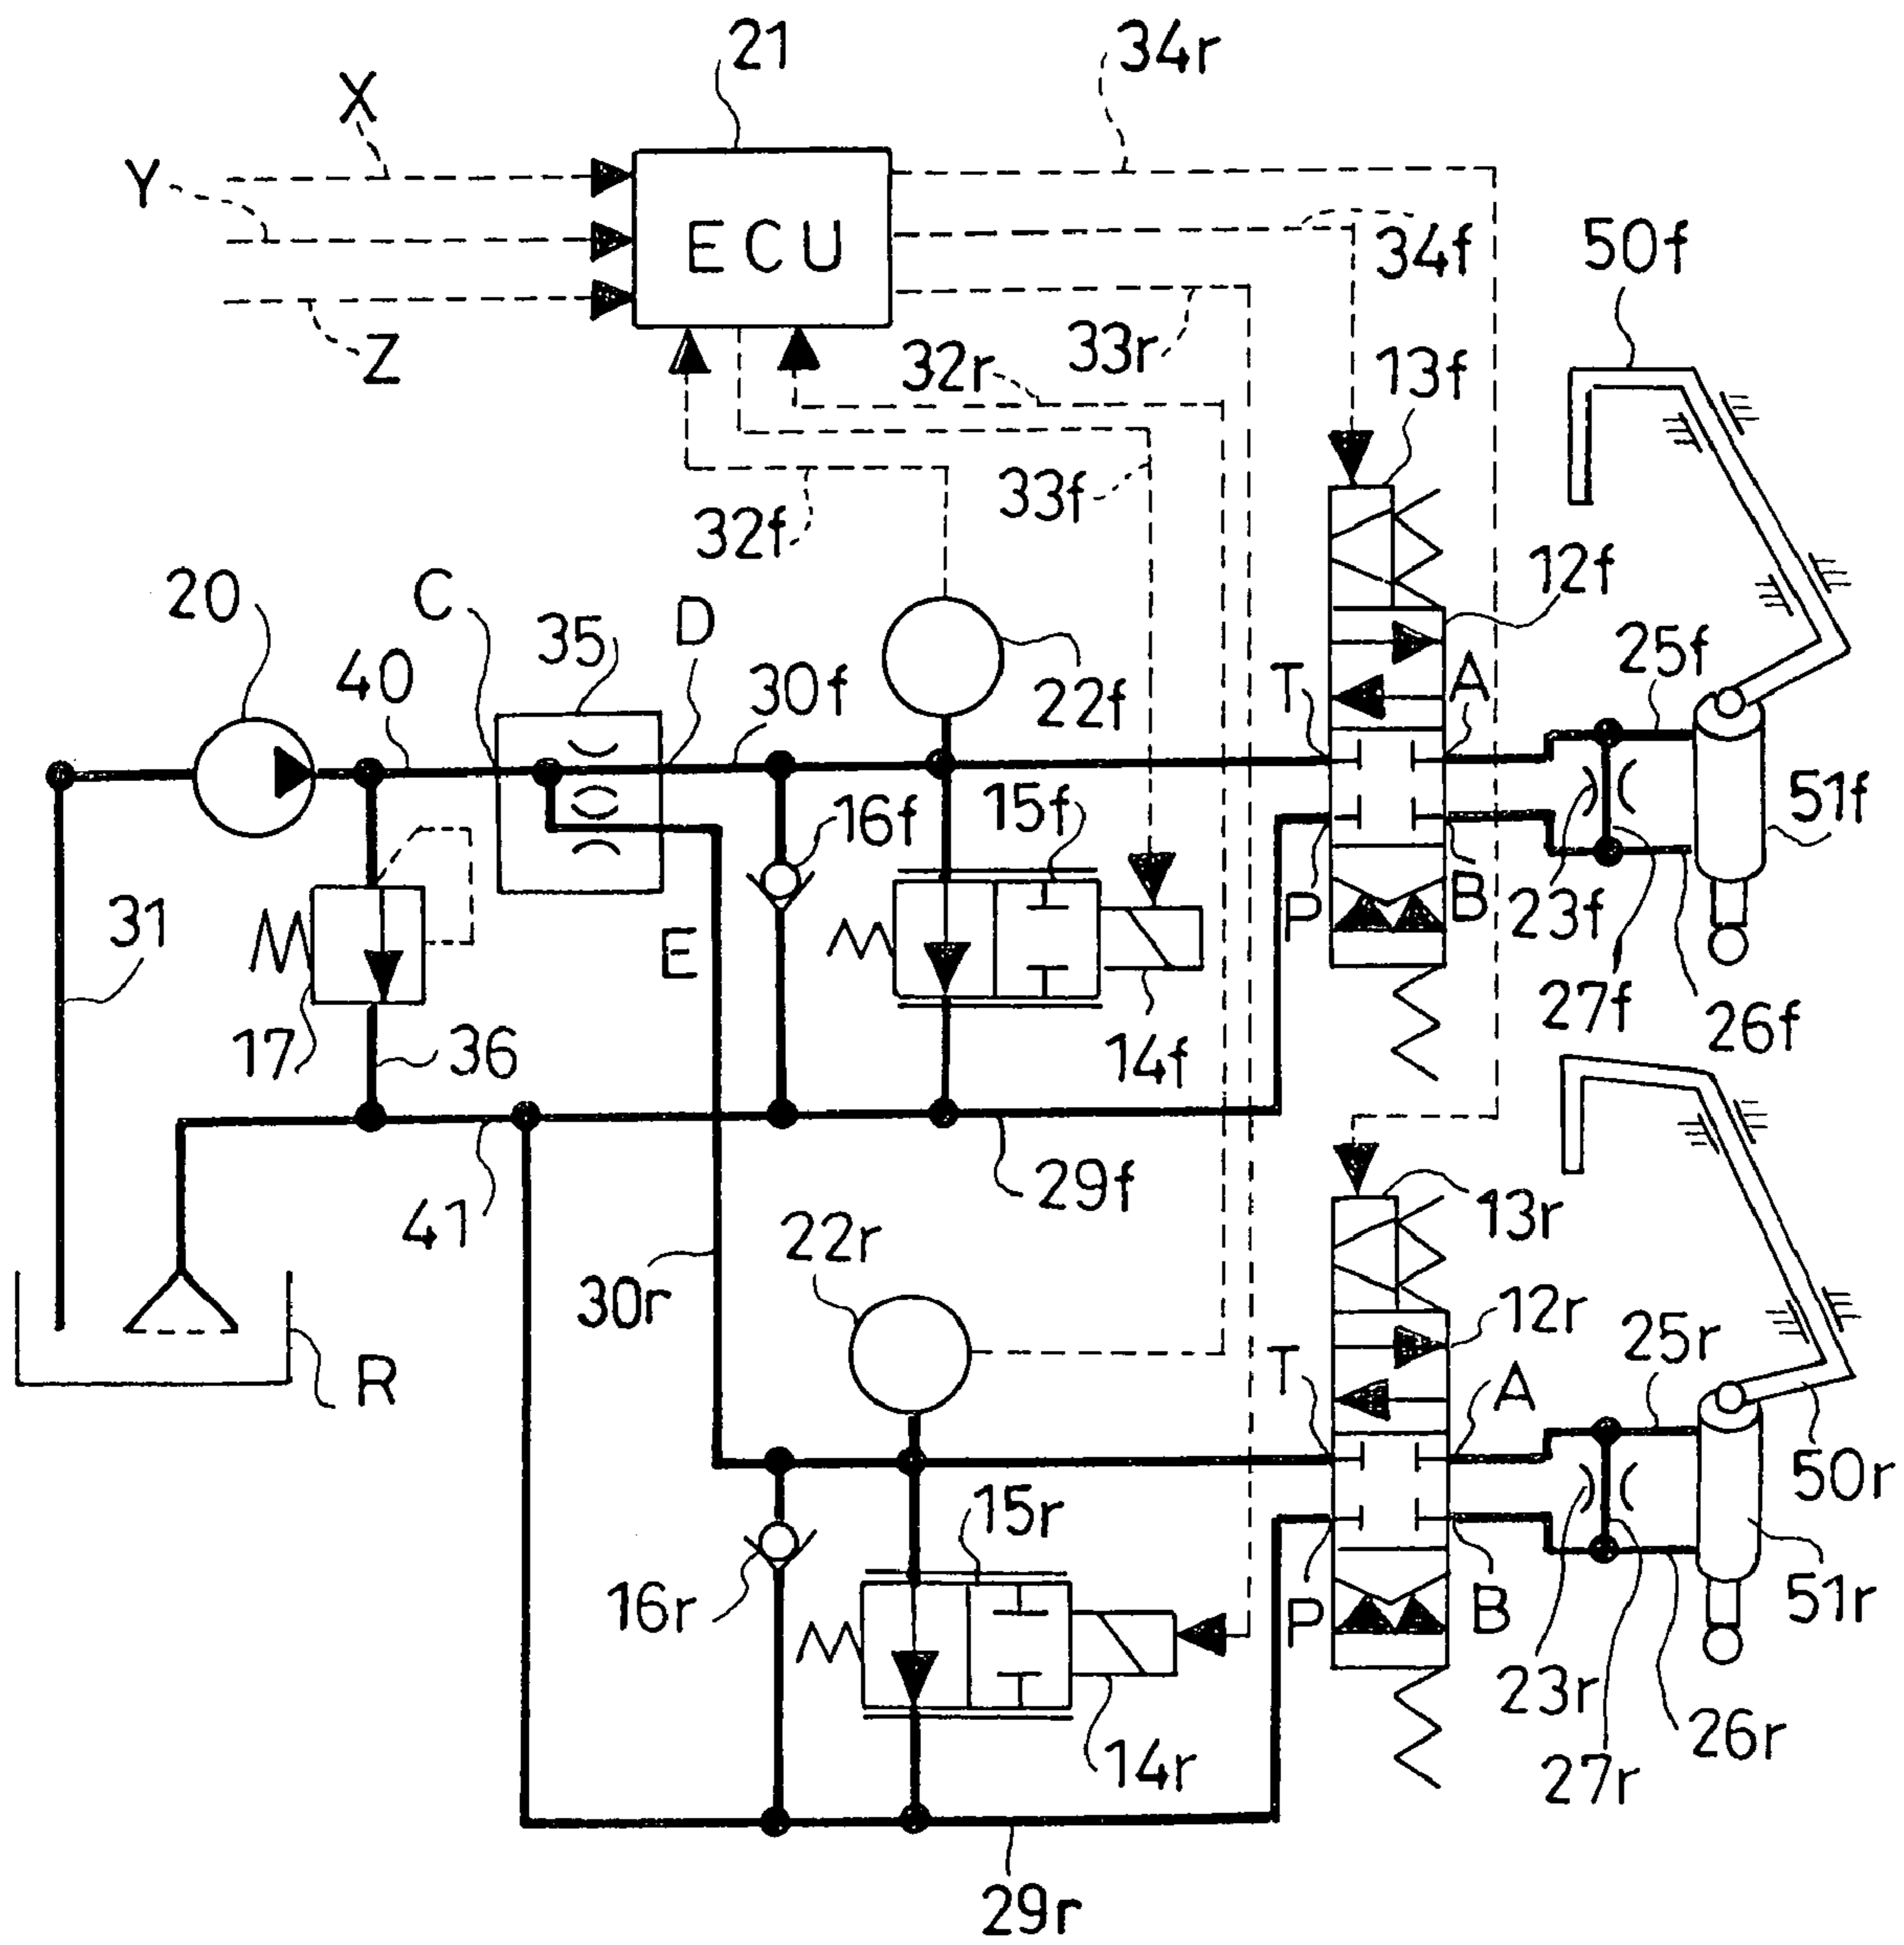 21
34r
X
Y
ECU
34f
50f
Z
32r
33r
13f
33f
32f
12f
20
C
35
D
25f
40
30f
22f
T
A
16f
15f
51f
31
E
P
B
23f
17
36
14f
27f
26f
41
29f
13r
22r
30r
12r
R
T
A
25r
50r
15r
16r
P
B
51r
23r
14r
26r
27r
29r